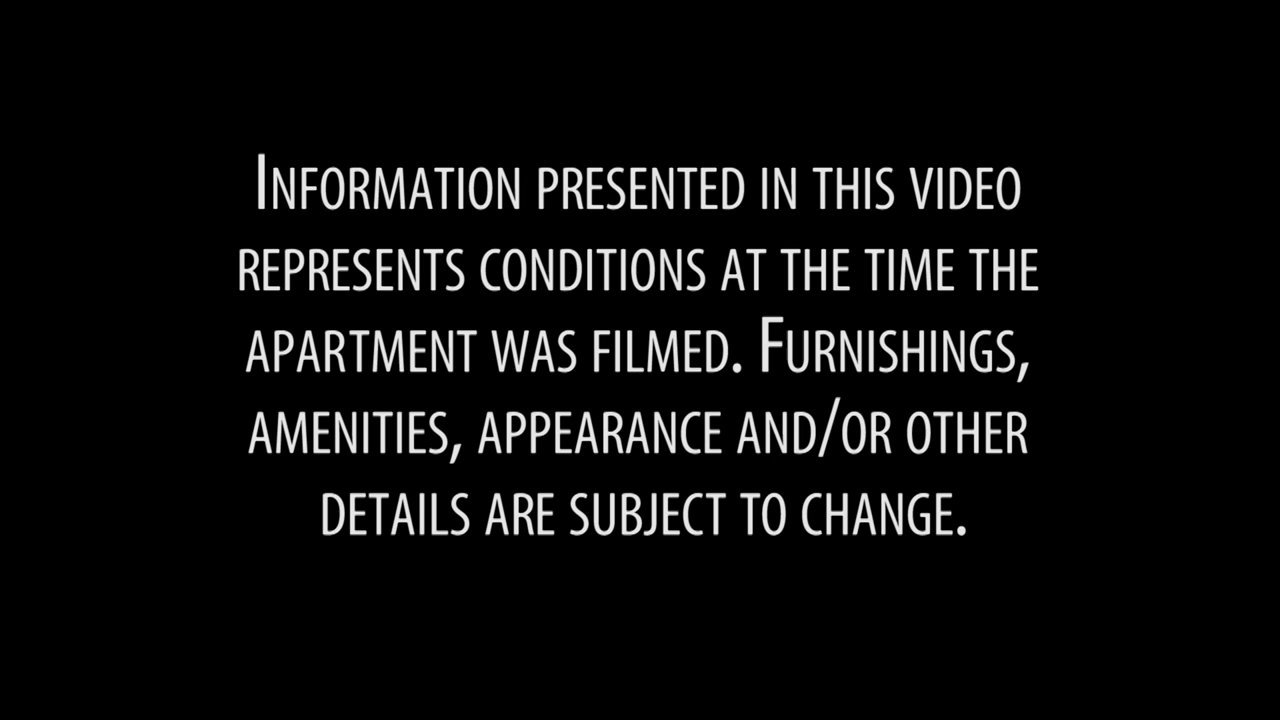 Information presented in this video
represents conditions at the time the
apartment was filmed. Furnishings,
amenities, appearance and/or other
details are subject to change.